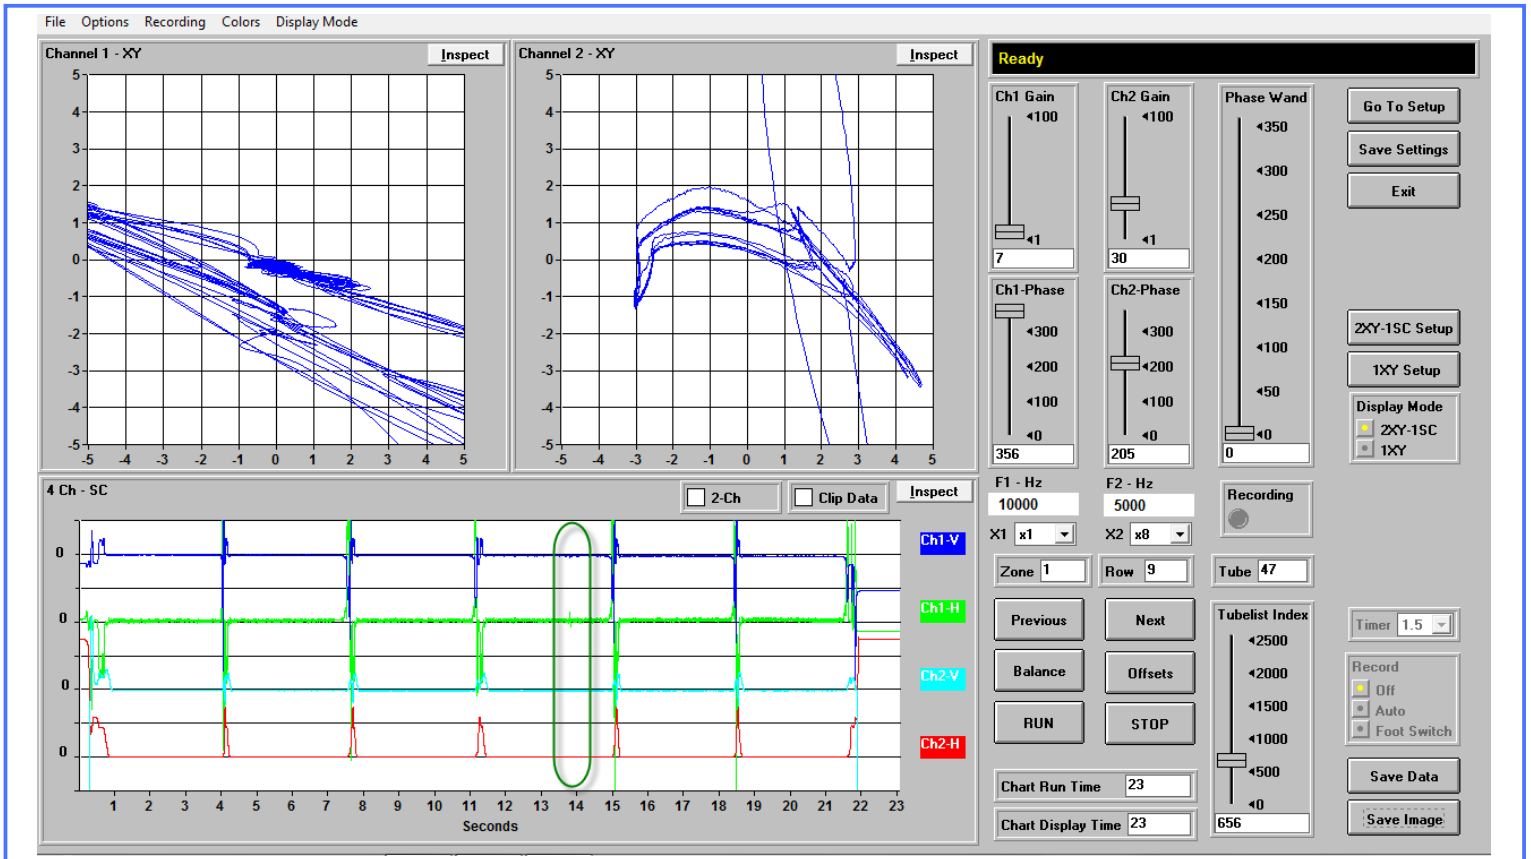 File Options Recording Colors Display Mode
Channel 1 - XY Inspect
5
4
3
2
1
0
-1
-2
-3
-4
-5
-5 -4 -3 -2 -1 0 1 2 3 4 5
Channel 2 - XY Inspect
5
4
3
2
1
0
-1
-2
-3
-4
-5
-5 -4 -3 -2 -1 0 1 2 3 4 5
4 Ch - SC 2-Ch Clip Data Inspect
0
0
0
0
Ch1-V
Ch1-H
Ch2-V
Ch2-H
1 2 3 4 5 6 7 8 9 10 11 12 13 14 15 16 17 18 19 20 21 22 23
Seconds
Ready
Ch1 Gain
100
1
7
Ch2 Gain
100
1
30
Ch1-Phase
300
200
100
0
356
Ch2-Phase
300
200
100
0
205
Phase Wand
350
300
250
200
150
100
50
0
0
Go To Setup
Save Settings
Exit
2XY-1SC Setup
1XY Setup
Display Mode
2XY-1SC
1XY
F1 - Hz
10000
F2 - Hz
5000
X1 x1
X2 x8
Recording
Zone 1
Row 9
Tube 47
Previous
Next
Balance
Offsets
RUN
STOP
Tubelist Index
2500
2000
1500
1000
500
0
656
Timer 1.5
Record
Off
Auto
Foot Switch
Chart Run Time 23
Chart Display Time 23
Save Data
Save Image